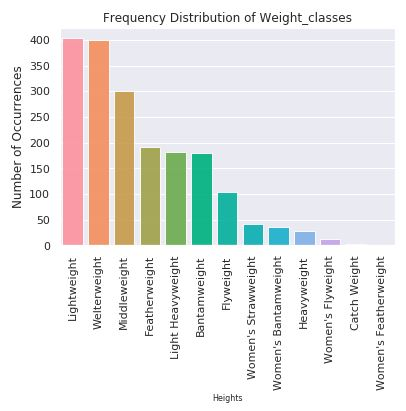 Frequency Distribution of Weight_classes
Number of Occurrences
400
350
300
250
200
150
100
50
0
Lightweight
Welterweight
Middleweight
Featherweight
Light Heavyweight
Bantamweight
Flyweight
Women's Strawweight
Women's Bantamweight
Heavyweight
Women's Flyweight
Catch Weight
Women's Featherweight
Heights